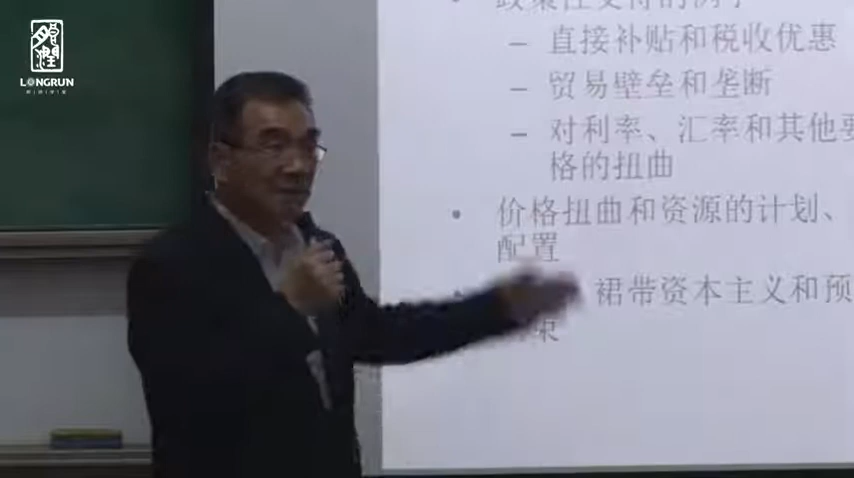 LONGRUN
– 直接补贴和税收优惠
– 贸易壁垒和垄断
– 对利率、汇率和其他要
格的扭曲
• 价格扭曲和资源的计划、
配置
裙带资本主义和预